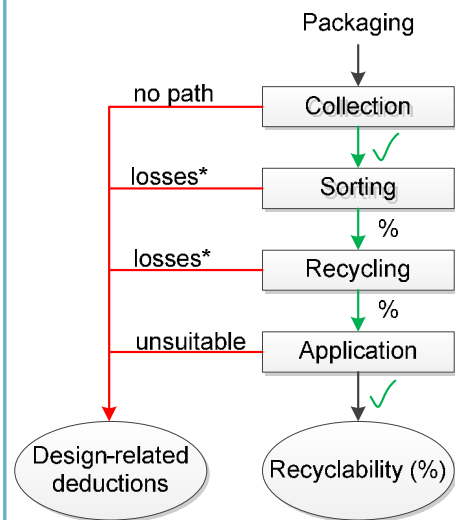 Packaging
no path
Collection
✓
losses*
Sorting
%
losses*
Recycling
%
unsuitable
Application
✓
Design-related
deductions
Recyclability (%)